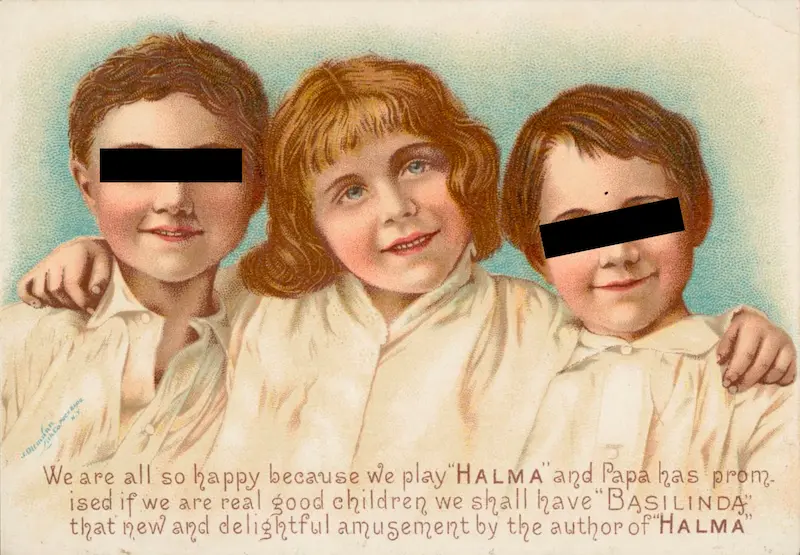 We are all so happy because we play "HALMA" and Papa has prom-
ised if we are real good children we shall have "BASILINDA",
that new and delightful amusement by the author of "HALMA"